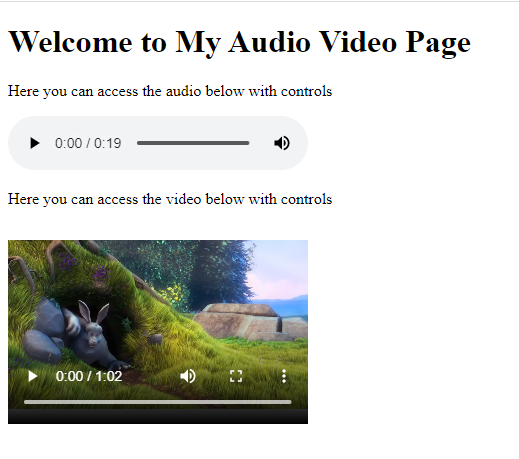 Welcome to My Audio Video Page
Here you can access the audio below with controls
0:00 / 0:19
Here you can access the video below with controls
0:00 / 1:02